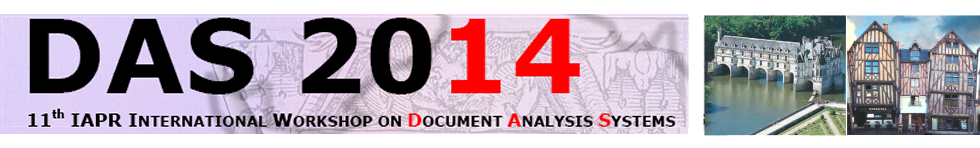 DAS 2014
11th IAPR International Workshop on Document Analysis Systems